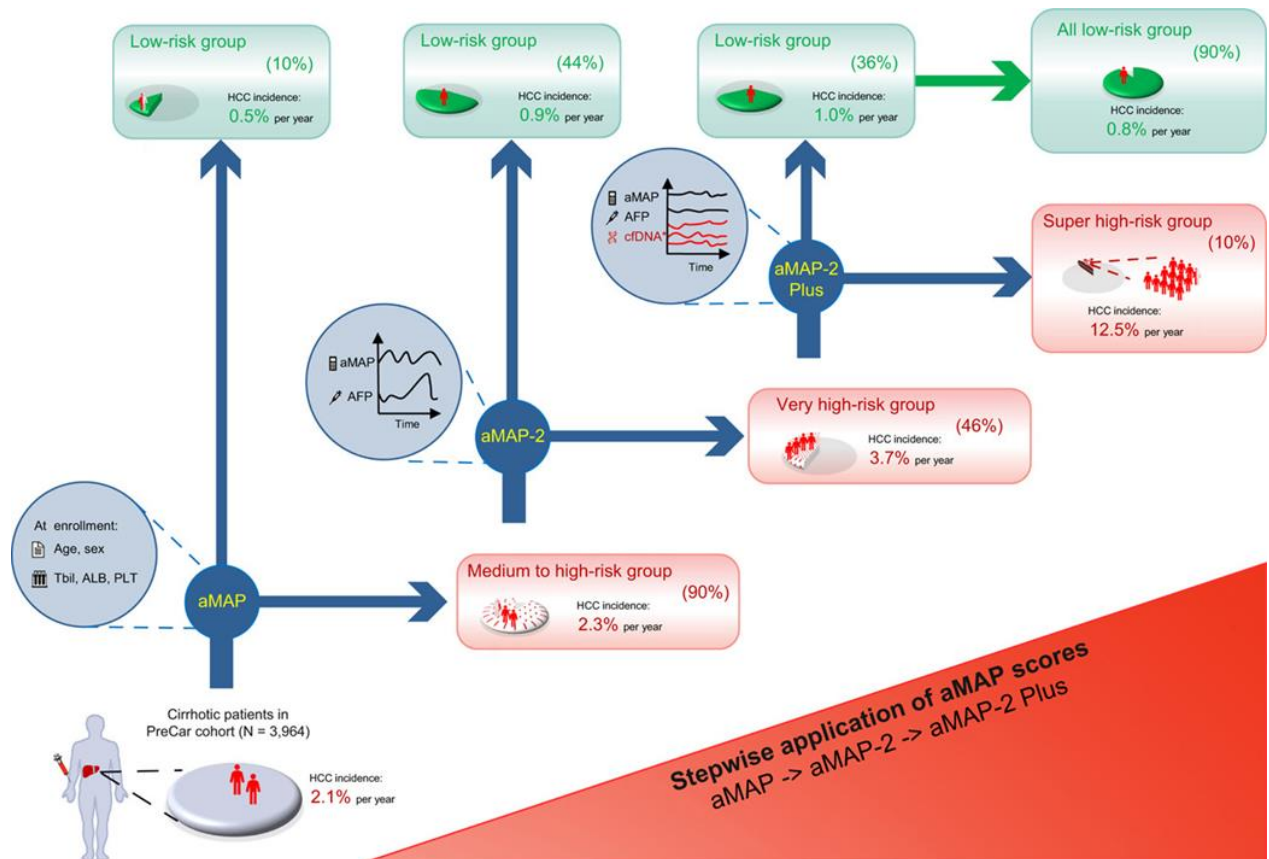 Low-risk group
(10%)
HCC incidence:
0.5% per year
Low-risk group
(44%)
HCC incidence:
0.9% per year
Low-risk group
(36%)
HCC incidence:
1.0% per year
All low-risk group
(90%)
HCC incidence:
0.8% per year
aMAP
AFP
cfDNA*
Time
aMAP-2
Plus
Super high-risk group
(10%)
HCC incidence:
12.5% per year
aMAP
AFP
Time
aMAP-2
Very high-risk group
(46%)
HCC incidence:
3.7% per year
At enrollment:
Age, sex
Tbil, ALB, PLT
aMAP
Medium to high-risk group
(90%)
HCC incidence:
2.3% per year
Cirrhotic patients in
PreCar cohort (N = 3,964)
HCC incidence:
2.1% per year
Stepwise application of aMAP scores
aMAP -> aMAP-2 -> aMAP-2 Plus